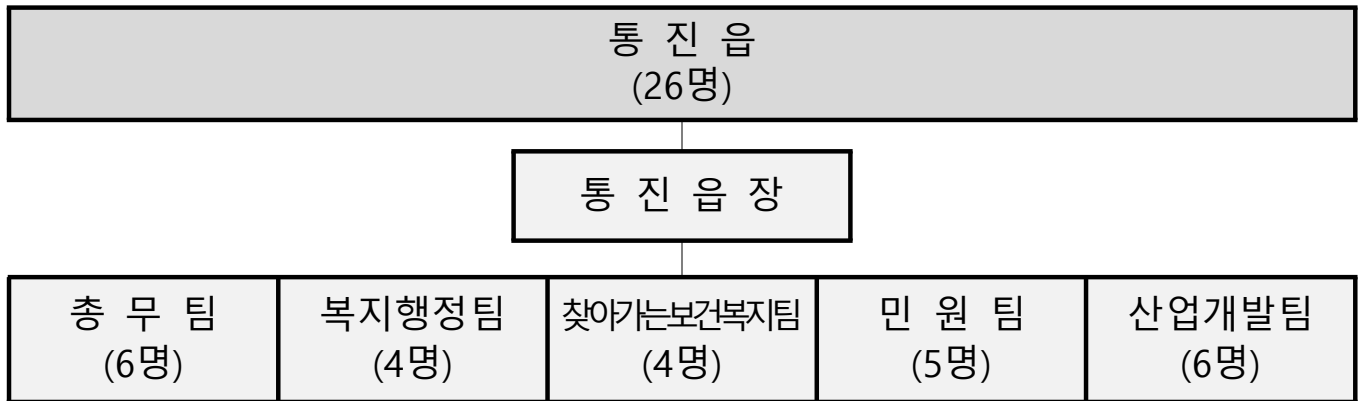 통 진 읍
(26명)
통 진 읍 장
총 무 팀
(6명)
복지행정팀
(4명)
찾아가는보건복지팀
(4명)
민 원 팀
(5명)
산업개발팀
(6명)